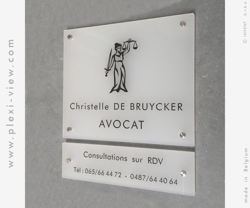 www.plexi-view.com
Christelle DE BRUYCKER
AVOCAT
Consultations sur RDV
Tél: 065/66 44 72 - 0487/64 40 64
made in Belgium